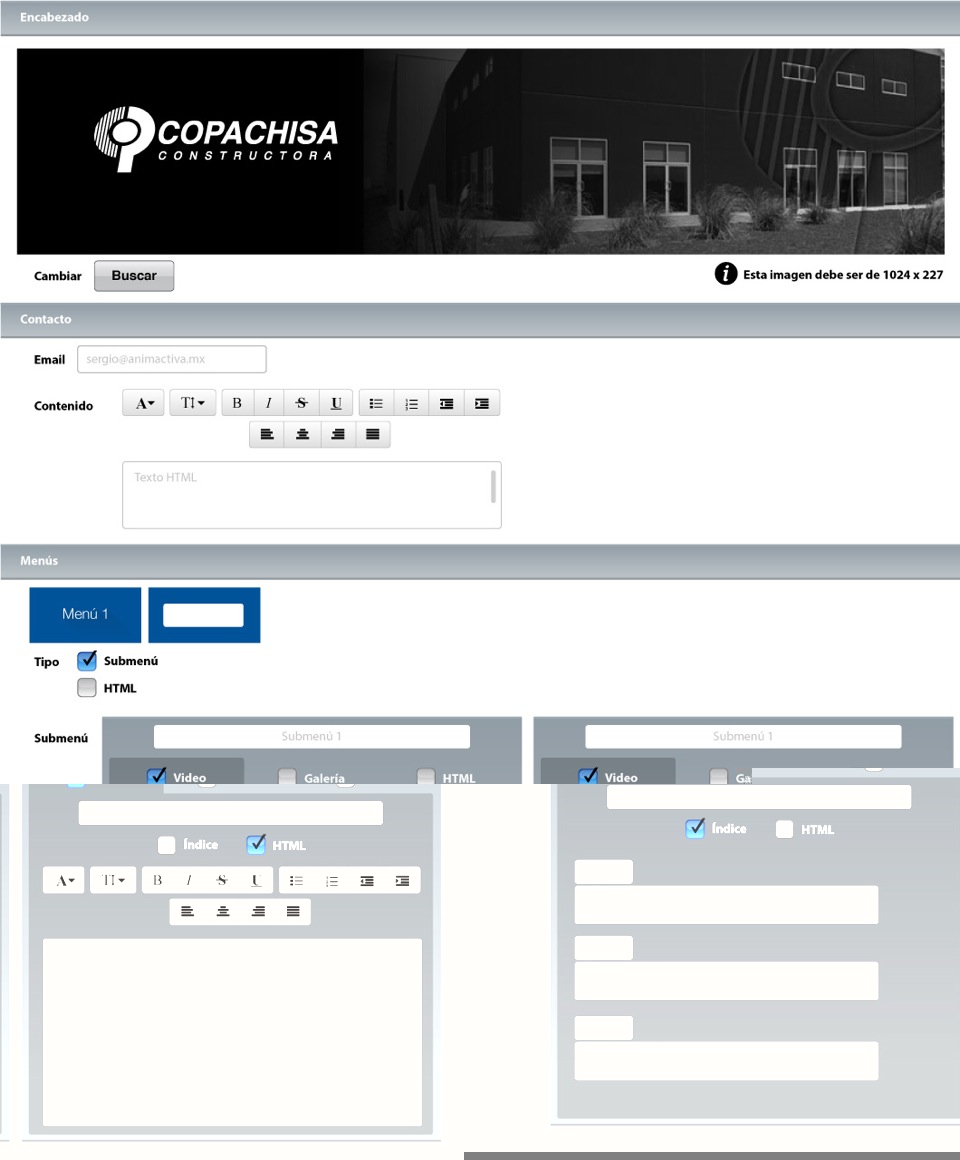 Encabezado
COPACHISA
CONSTRUCTORA
Cambiar Buscar
i Esta imagen debe ser de 1024 x 227
Contacto
Email sergio@animactiva.mx
Contenido A T B I S U
Texto HTML
Menús
Menú 1
Tipo Submenú
HTML
Submenú Submenú 1 Submenú 1
Video Galería HTML Video Ga
Índice HTML
Índice HTML
A T B I S U